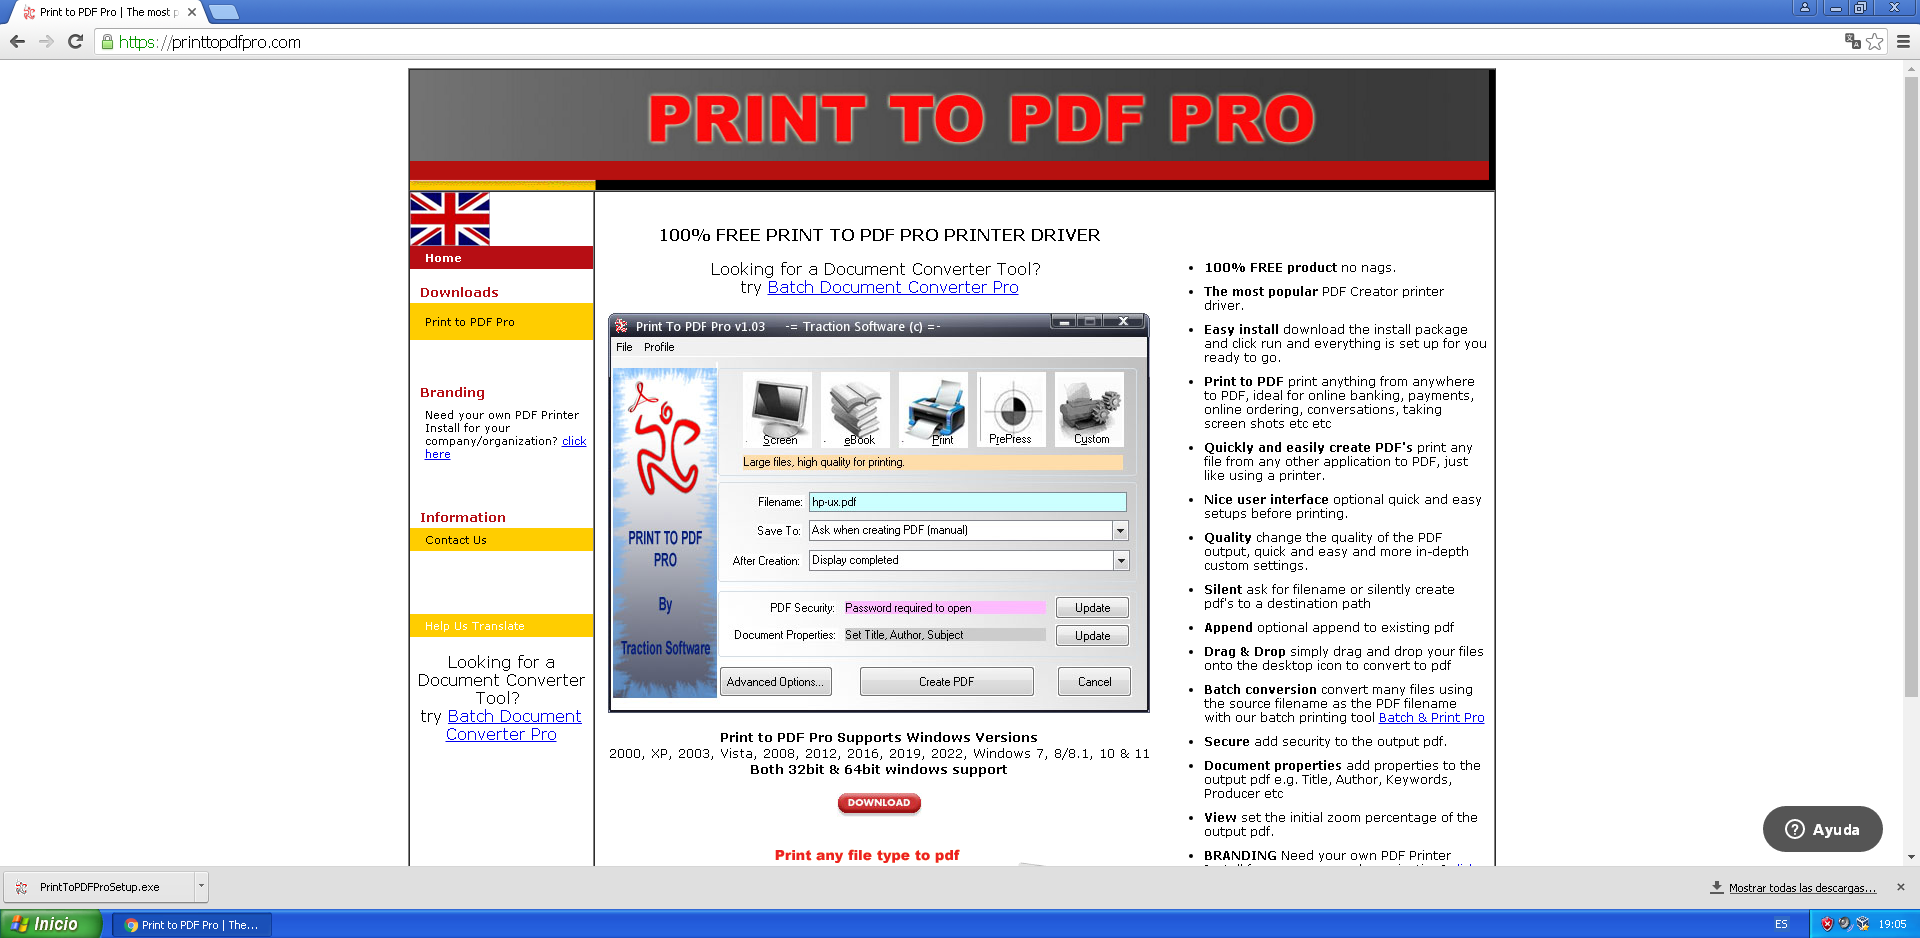 Print to PDF Pro | The most p
https://printtopdfpro.com
PRINT TO PDF PRO
Home
Downloads
Print to PDF Pro
Branding
Need your own PDF Printer
Install for your
company/organization? click
here
Information
Contact Us
Help Us Translate
Looking for a
Document Converter
Tool?
try Batch Document
Converter Pro
100% FREE PRINT TO PDF PRO PRINTER DRIVER
Looking for a Document Converter Tool?
try Batch Document Converter Pro
Print To PDF Pro v1.03 -= Traction Software (c) =-
File Profile
Screen eBook Print PrePress Custom
Large files, high quality for printing.
PRINT TO PDF
PRO
By
Traction Software
Filename: hp-ux.pdf
Save To: Ask when creating PDF (manual)
After Creation: Display completed
PDF Security: Password required to open Update
Document Properties: Set Title, Author, Subject Update
Advanced Options... Create PDF Cancel
Print to PDF Pro Supports Windows Versions
2000, XP, 2003, Vista, 2008, 2012, 2016, 2019, 2022, Windows 7, 8/8.1, 10 & 11
Both 32bit & 64bit windows support
DOWNLOAD
Print any file type to pdf
• 100% FREE product no nags.
• The most popular PDF Creator printer
driver.
• Easy install download the install package
and click run and everything is set up for you
ready to go.
• Print to PDF print anything from anywhere
to PDF, ideal for online banking, payments,
online ordering, conversations, taking
screen shots etc etc
• Quickly and easily create PDF's print any
file from any other application to PDF, just
like using a printer.
• Nice user interface optional quick and easy
setups before printing.
• Quality change the quality of the PDF
output, quick and easy and more in-depth
custom settings.
• Silent ask for filename or silently create
pdf's to a destination path
• Append optional append to existing pdf
• Drag & Drop simply drag and drop your files
onto the desktop icon to convert to pdf
• Batch conversion convert many files using
the source filename as the PDF filename
with our batch printing tool Batch & Print Pro
• Secure add security to the output pdf.
• Document properties add properties to the
output pdf e.g. Title, Author, Keywords,
Producer etc
• View set the initial zoom percentage of the
output pdf.
• BRANDING Need your own PDF Printer
Ayuda
PrintToPDFProSetup.exe
Mostrar todas las descargas...
Inicio
Print to PDF Pro | The...
ES
19:05